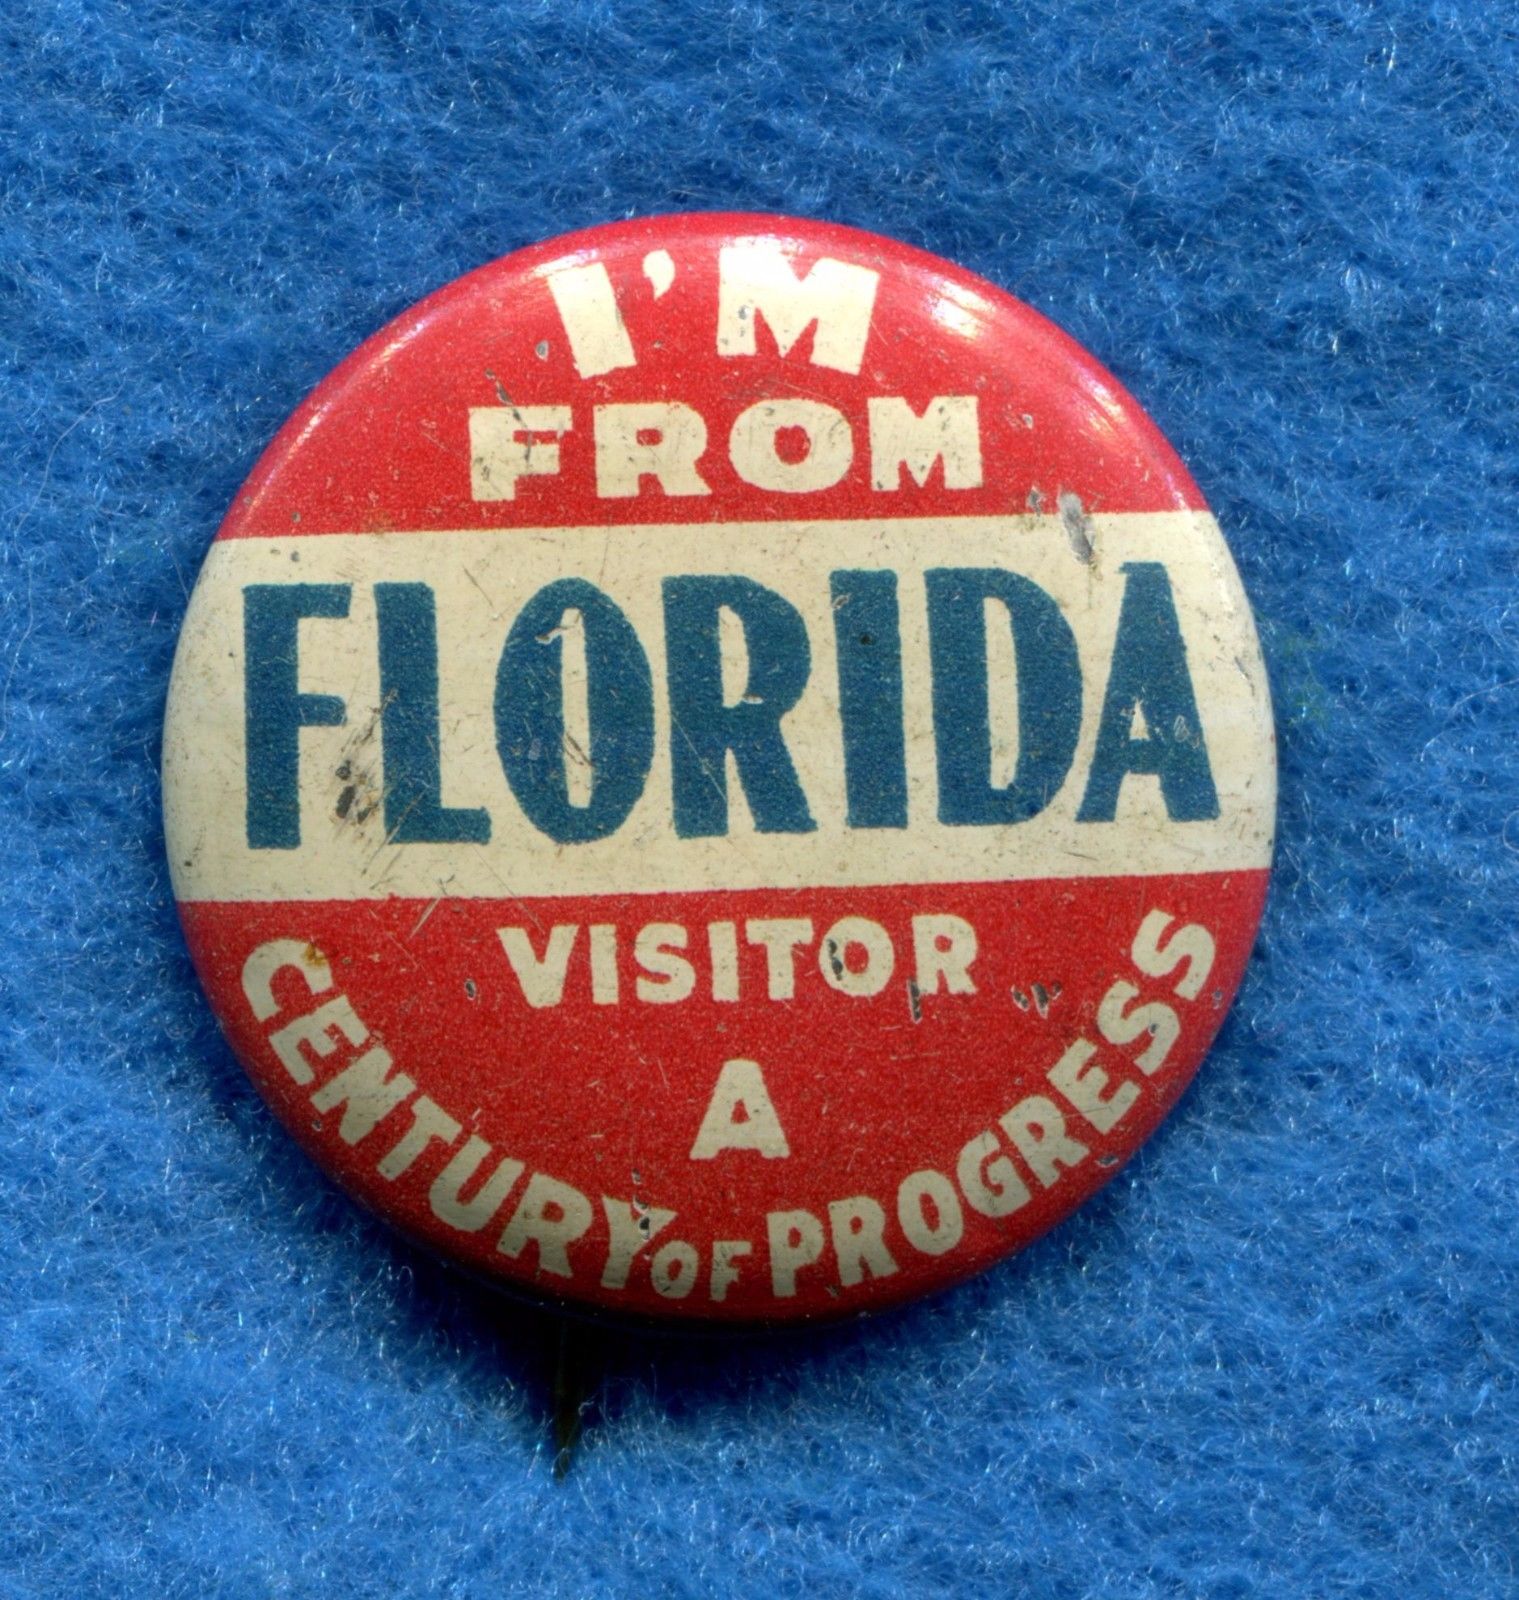 I'M
FROM
FLORIDA
VISITOR
A
CENTURY OF PROGRESS